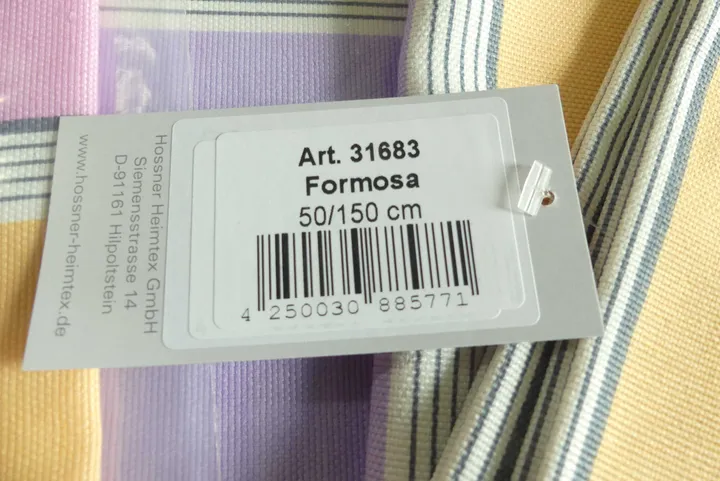 Art. 31683
Formosa
50/150 cm
4 250030 885771
Hossner Heimtex GmbH
Siemensstrasse 14
D-91161 Hilpoltstein
www.hossner-heimtex.de